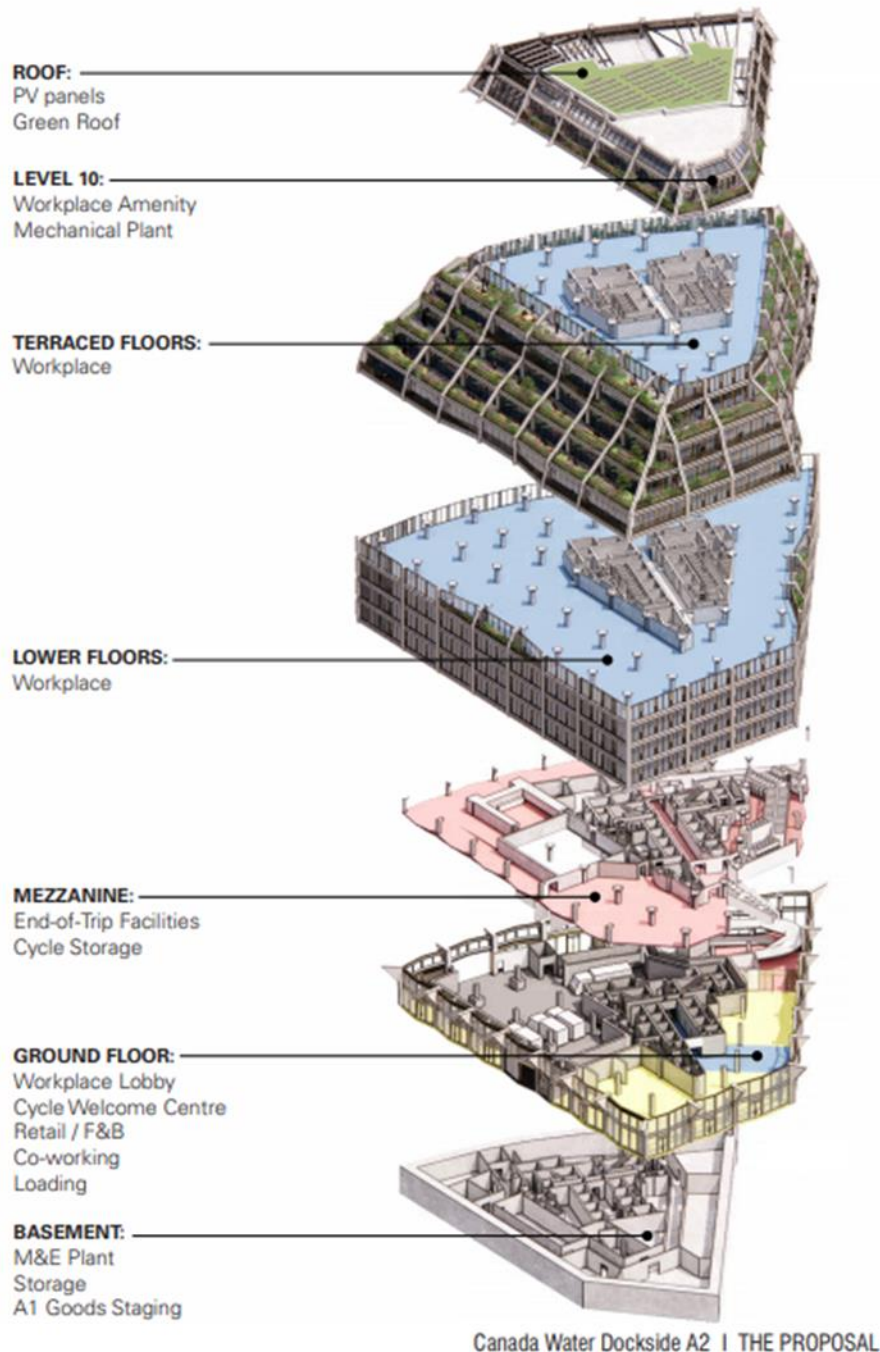 ROOF:
PV panels
Green Roof
LEVEL 10:
Workplace Amenity
Mechanical Plant
TERRACED FLOORS:
Workplace
LOWER FLOORS:
Workplace
MEZZANINE:
End-of-Trip Facilities
Cycle Storage
GROUND FLOOR:
Workplace Lobby
Cycle Welcome Centre
Retail / F&B
Co-working
Loading
BASEMENT:
M&E Plant
Storage
A1 Goods Staging
Canada Water Dockside A2 I THE PROPOSAL